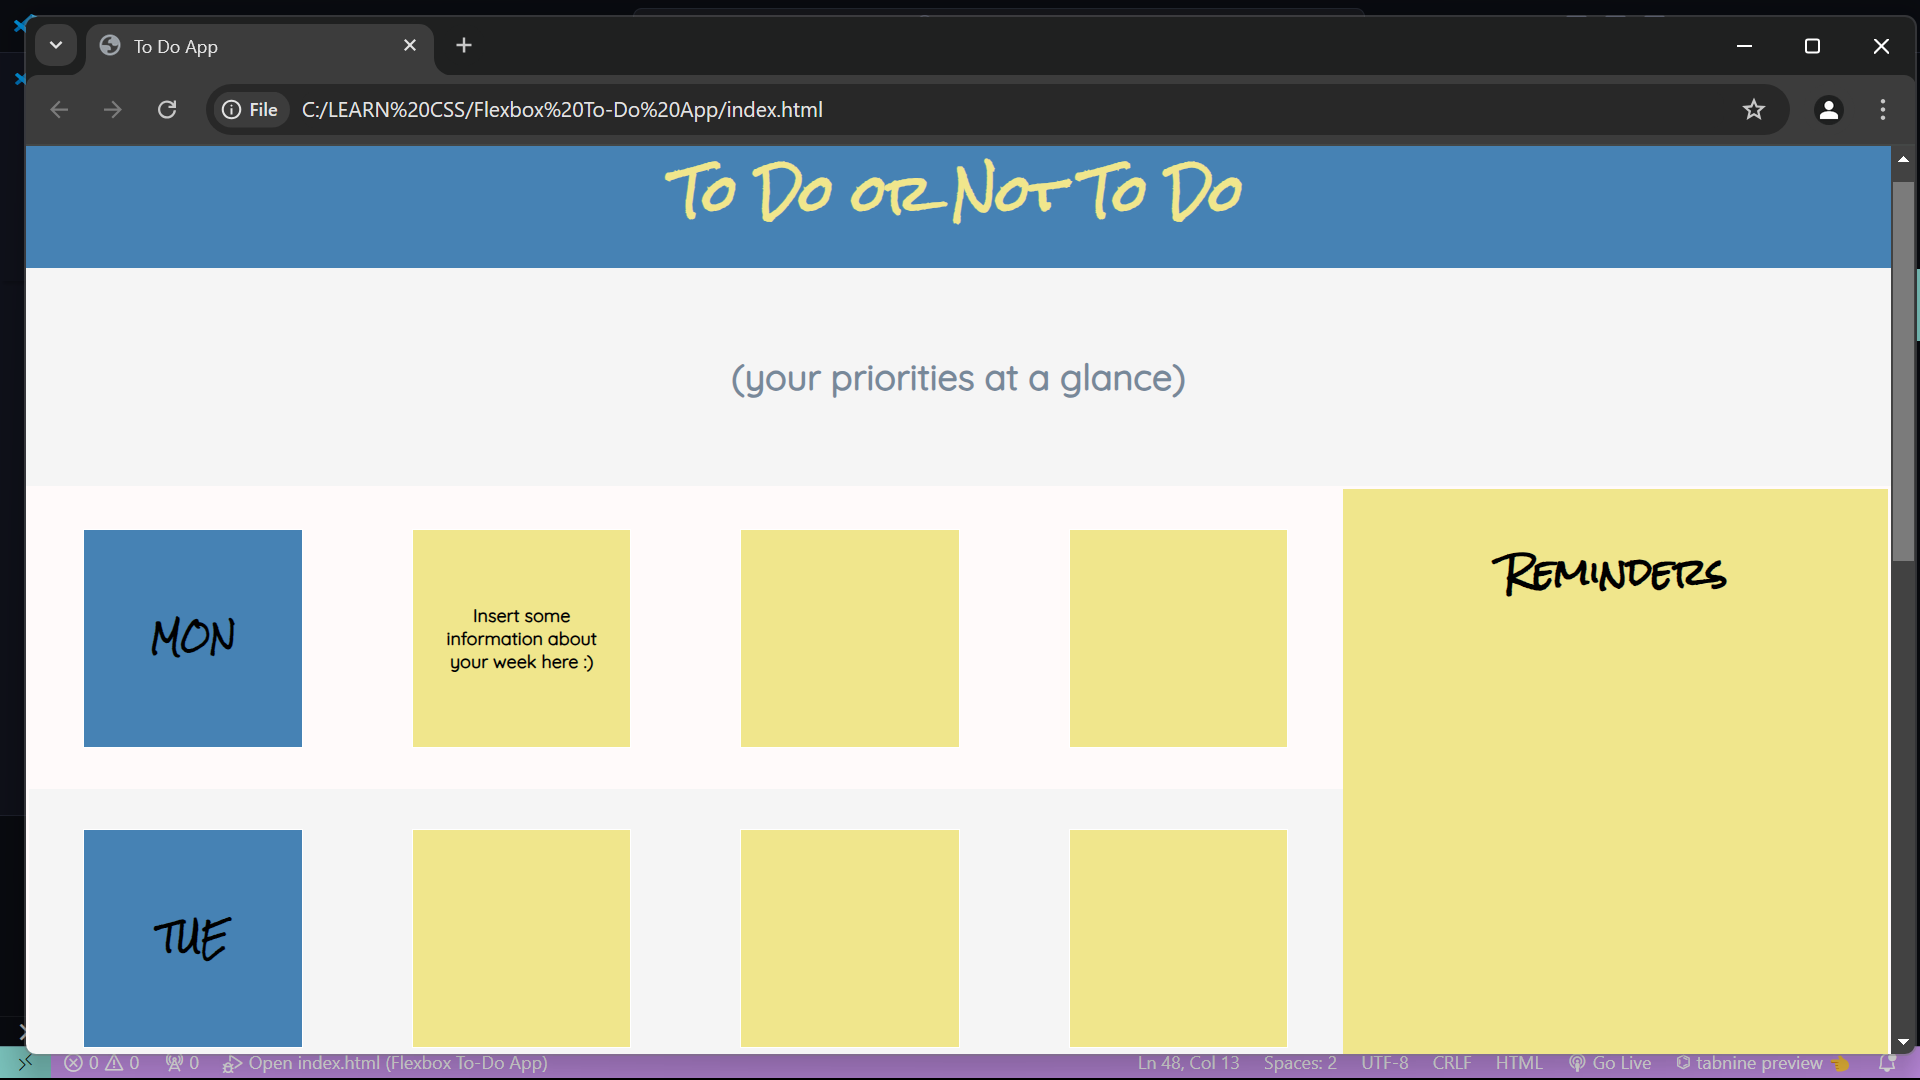 To Do App
File C:/LEARN%20CSS/Flexbox%20To-Do%20App/index.html
To Do or Not To Do
(your priorities at a glance)
MON
Insert some
information about
your week here :)
Reminders
TUE
0 0 0 Open index.html (Flexbox To-Do App) Ln 48, Col 13 Spaces: 2 UTF-8 CRLF HTML Go Live tabnine preview